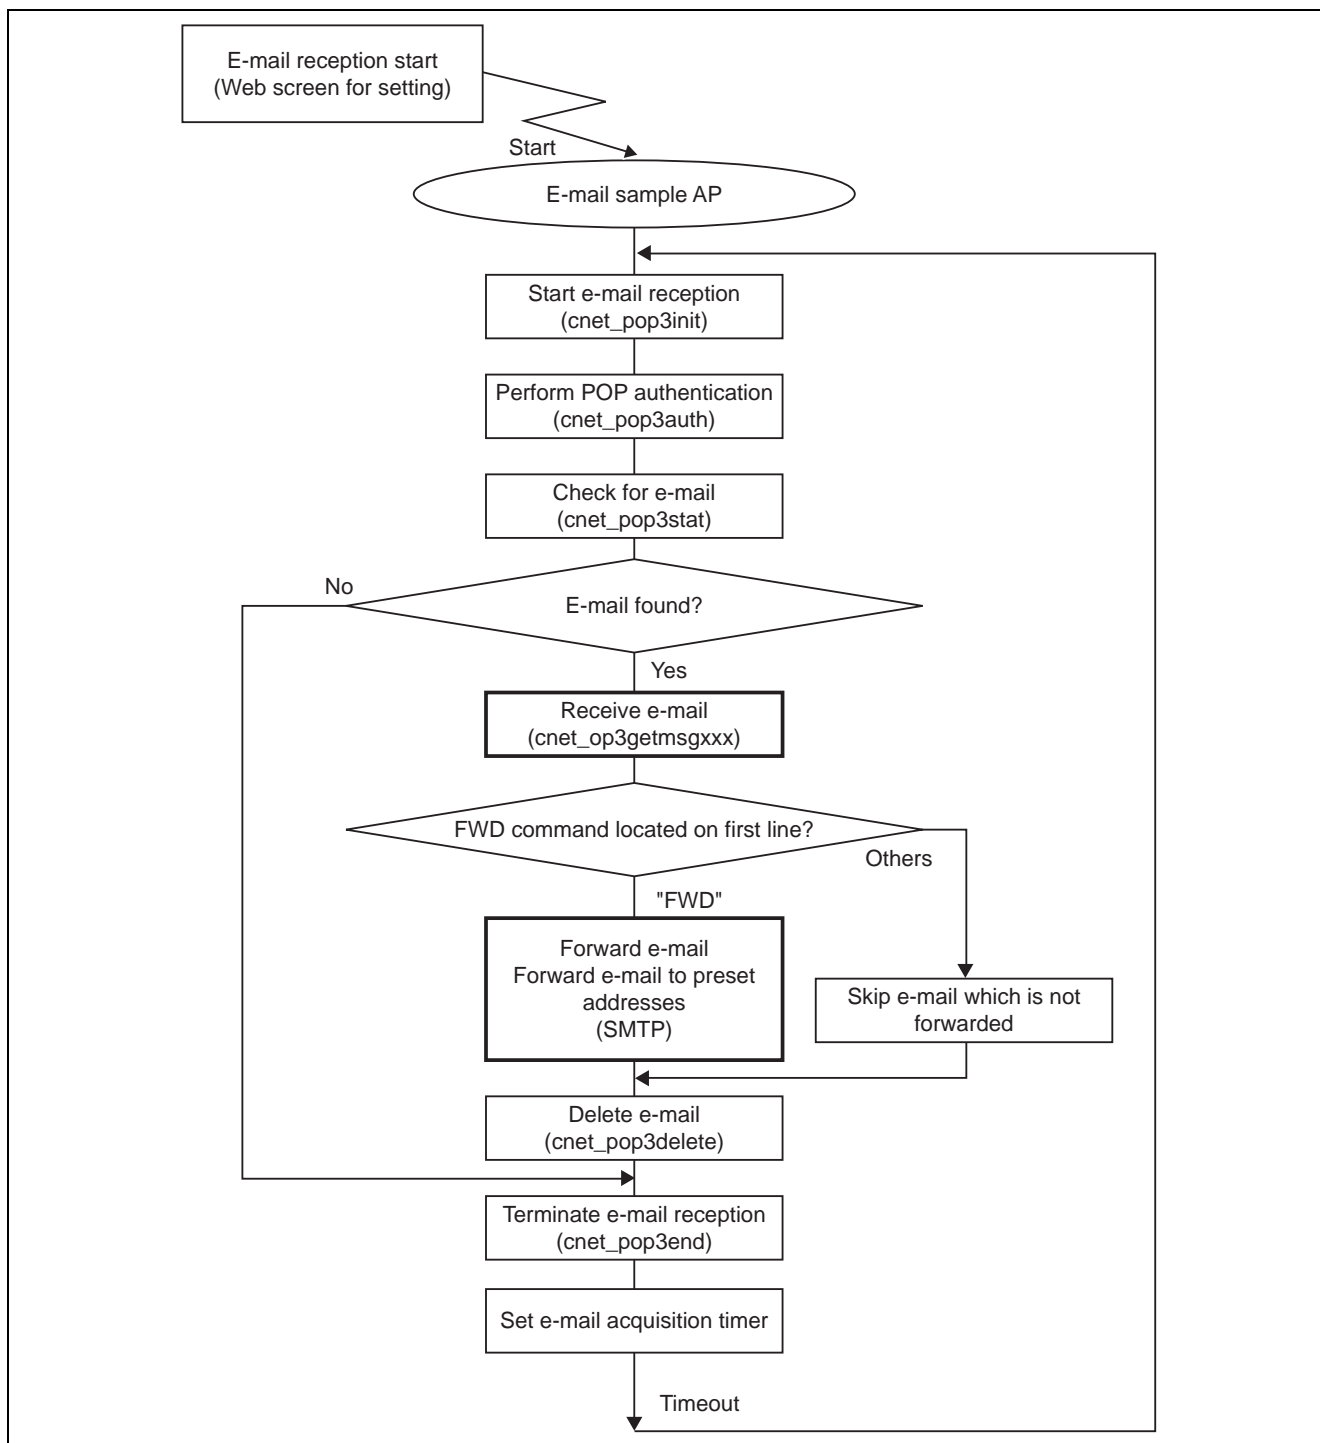 E-mail reception start
(Web screen for setting)
Start
E-mail sample AP
Start e-mail reception
(cnet_pop3init)
Perform POP authentication
(cnet_pop3auth)
Check for e-mail
(cnet_pop3stat)
No
E-mail found?
Yes
Receive e-mail
(cnet_op3getmsgxxx)
FWD command located on first line?
Others
"FWD"
Forward e-mail
Forward e-mail to preset
addresses
(SMTP)
Skip e-mail which is not
forwarded
Delete e-mail
(cnet_pop3delete)
Terminate e-mail reception
(cnet_pop3end)
Set e-mail acquisition timer
Timeout